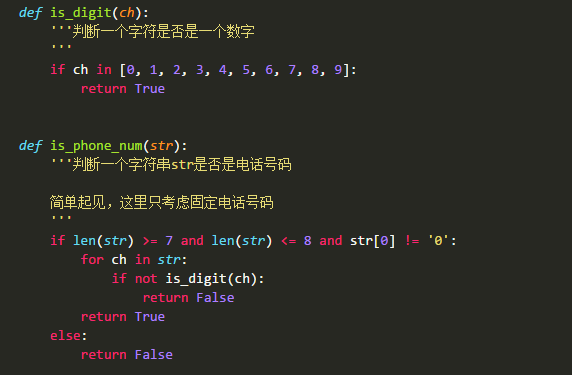 def is_digit(ch):
    '''判断一个字符是否是一个数字
    '''
    if ch in [0, 1, 2, 3, 4, 5, 6, 7, 8, 9]:
        return True
def is_phone_num(str):
    '''判断一个字符串str是否是电话号码
    简单起见，这里只考虑固定电话号码
    '''
    if len(str) >= 7 and len(str) <= 8 and str[0] != '0':
        for ch in str:
            if not is_digit(ch):
                return False
        return True
    else:
        return False